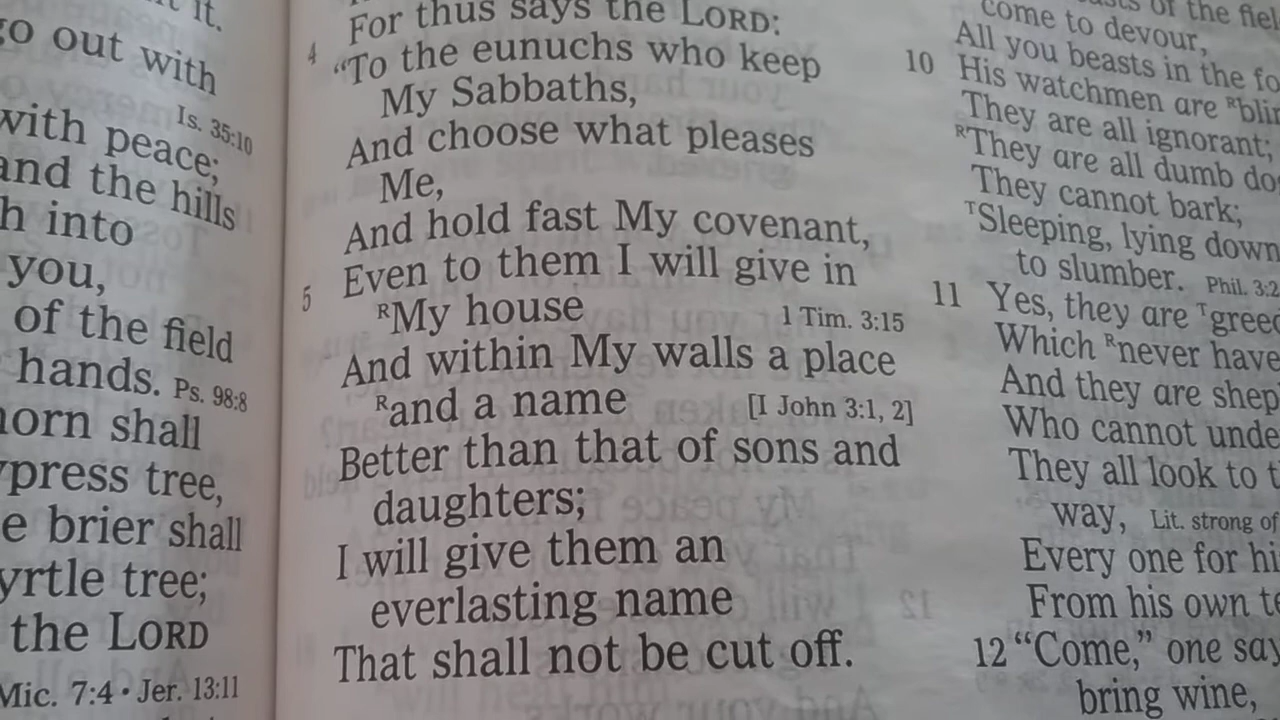 it.
go out with
Is. 35:10
with peace;
and the hills
into
you,
of the field
hands. Ps. 98:8
shall
tree,
brier shall
tree;
the LORD
Mic. 7:4 • Jer. 13:11
For thus says the LORD:
4 “To the eunuchs who keep
My Sabbaths,
And choose what pleases
Me,
And hold fast My covenant,
5 Even to them I will give in
RMy house 1 Tim. 3:15
And within My walls a place
Rand a name [I John 3:1, 2]
Better than that of sons and
daughters;
I will give them an
everlasting name
That shall not be cut off.
of the
come to devour,
All you beasts in the
10 His watchmen are
They are all ignorant;
RThey are all dumb
They cannot bark;
TSleeping, lying down
to slumber. Phil. 3:2
11 Yes, they are
Which Rnever have
And they are
Who cannot
They all look to
way, Lit. strong of
Every one for
From his own
12 “Come,” one
bring wine,